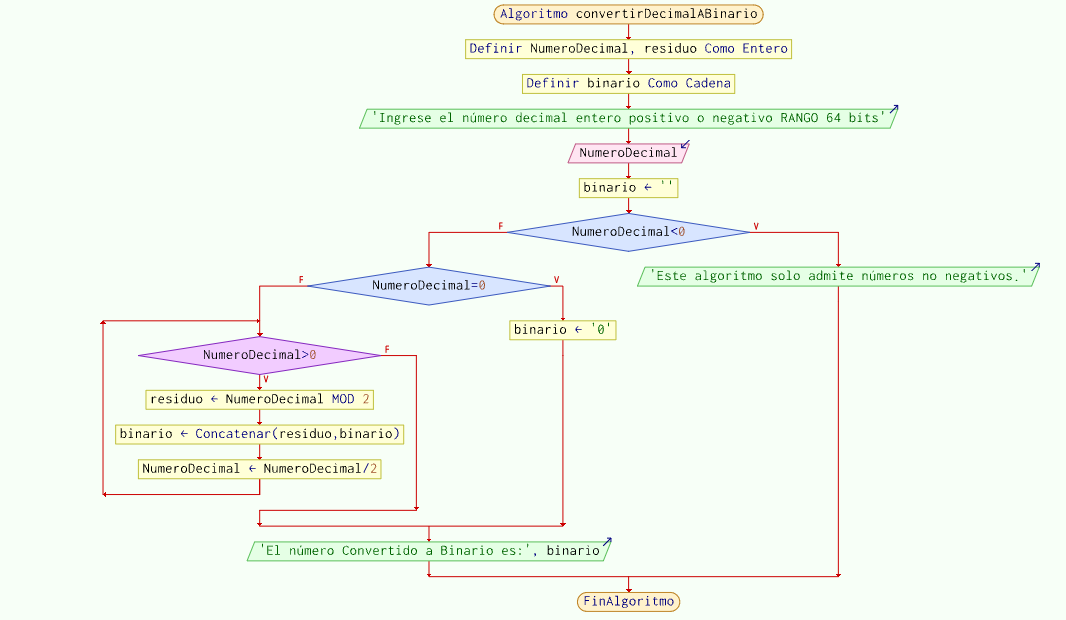 Algoritmo convertirDecimalABinario
Definir NumeroDecimal, residuo Como Entero
Definir binario Como Cadena
'Ingrese el número decimal entero positivo o negativo RANGO 64 bits'
NumeroDecimal
binario ← ''
NumeroDecimal<0
F
V
NumeroDecimal=0
F
V
'Este algoritmo solo admite números no negativos.'
binario ← '0'
NumeroDecimal>0
F
V
residuo ← NumeroDecimal MOD 2
binario ← Concatenar(residuo,binario)
NumeroDecimal ← NumeroDecimal/2
'El número Convertido a Binario es:', binario
FinAlgoritmo